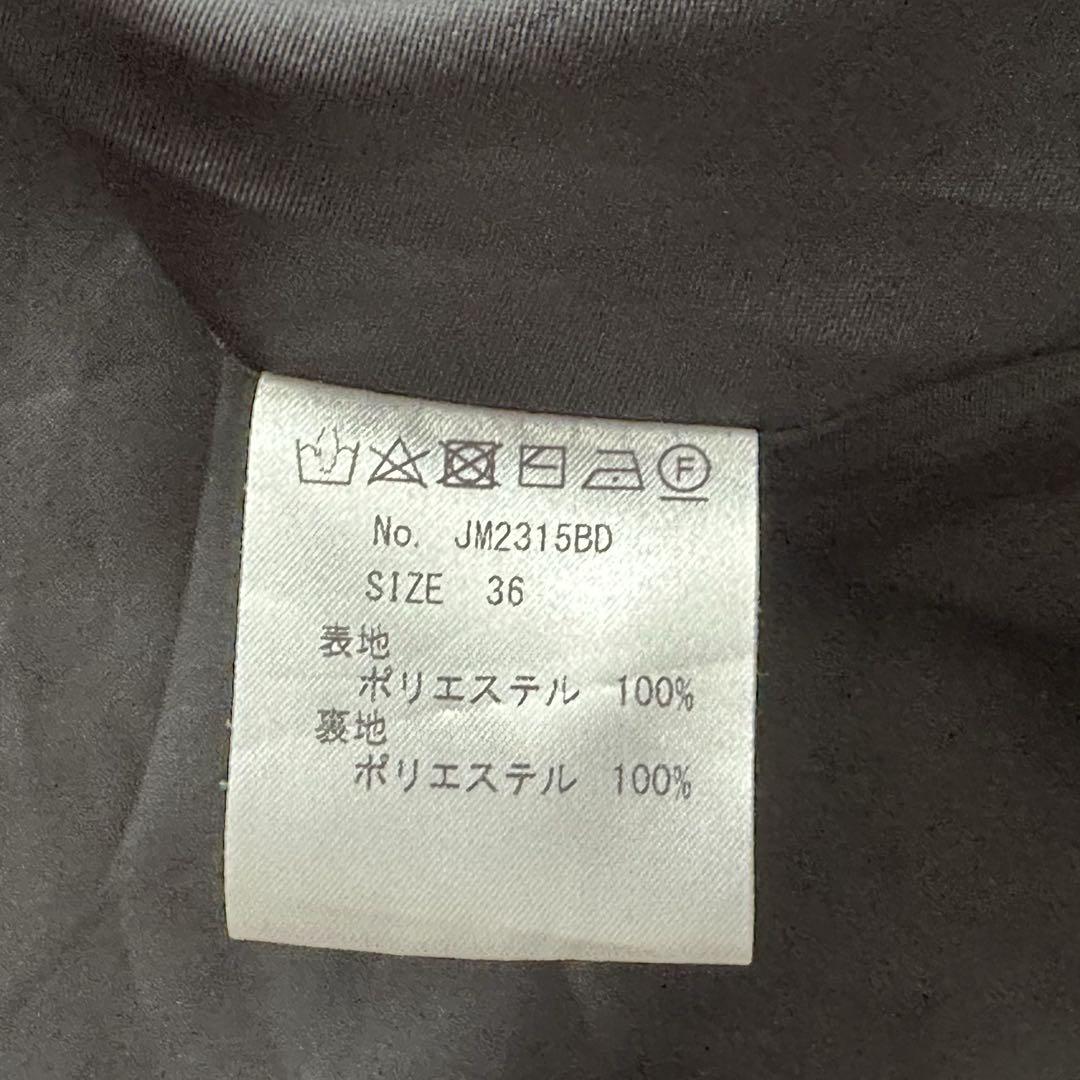 F
No. JM2315BD
SIZE 36
表地
ポリエステル 100%
裏地
ポリエステル 100%